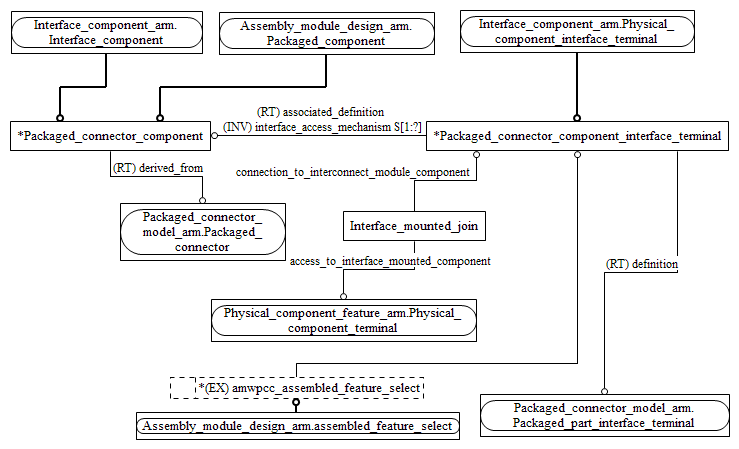 Interface_component_arm.
Interface_component
Assembly_module_design_arm.
Packaged_component
Interface_component_arm.Physical_
component_interface_terminal
(RT) associated_definition
(INV) interface_access_mechanism S[1:?]
*Packaged_connector_component
*Packaged_connector_component_interface_terminal
(RT) derived_from
connection_to_interconnect_module_component
Packaged_connector_
model_arm.Packaged_
connector
Interface_mounted_join
access_to_interface_mounted_component
(RT) definition
Physical_component_feature_arm.Physical_
component_terminal
*(EX) amwpcc_assembled_feature_select
Assembly_module_design_arm.assembled_feature_select
Packaged_connector_model_arm.
Packaged_part_interface_terminal